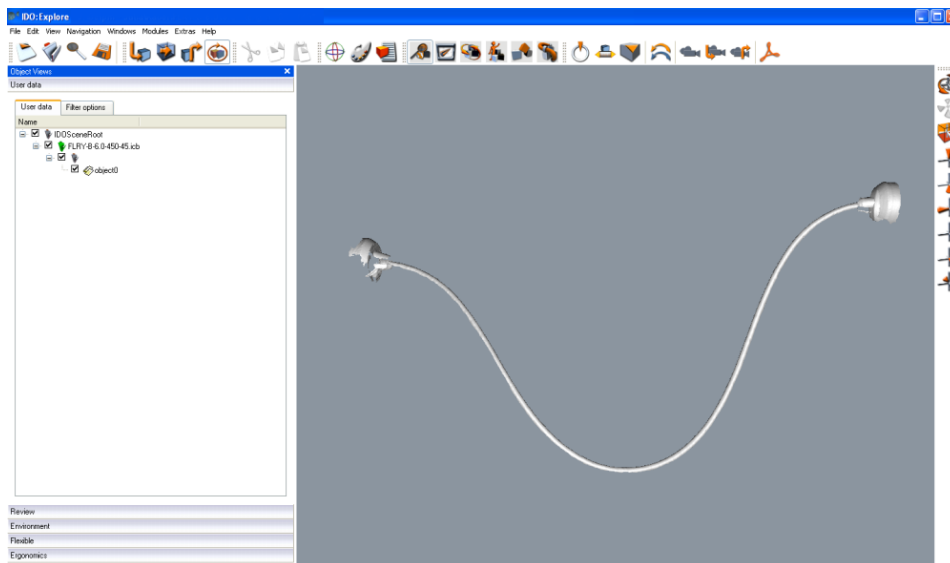 IDO:Explore
File Edit View Navigation Windows Modules Extras Help
Object Views
User data
User data Filter options
Name
IDOSceneRoot
FLRY-B-6.0-450-45.icb
object0
Review
Environment
Flexible
Ergonomics